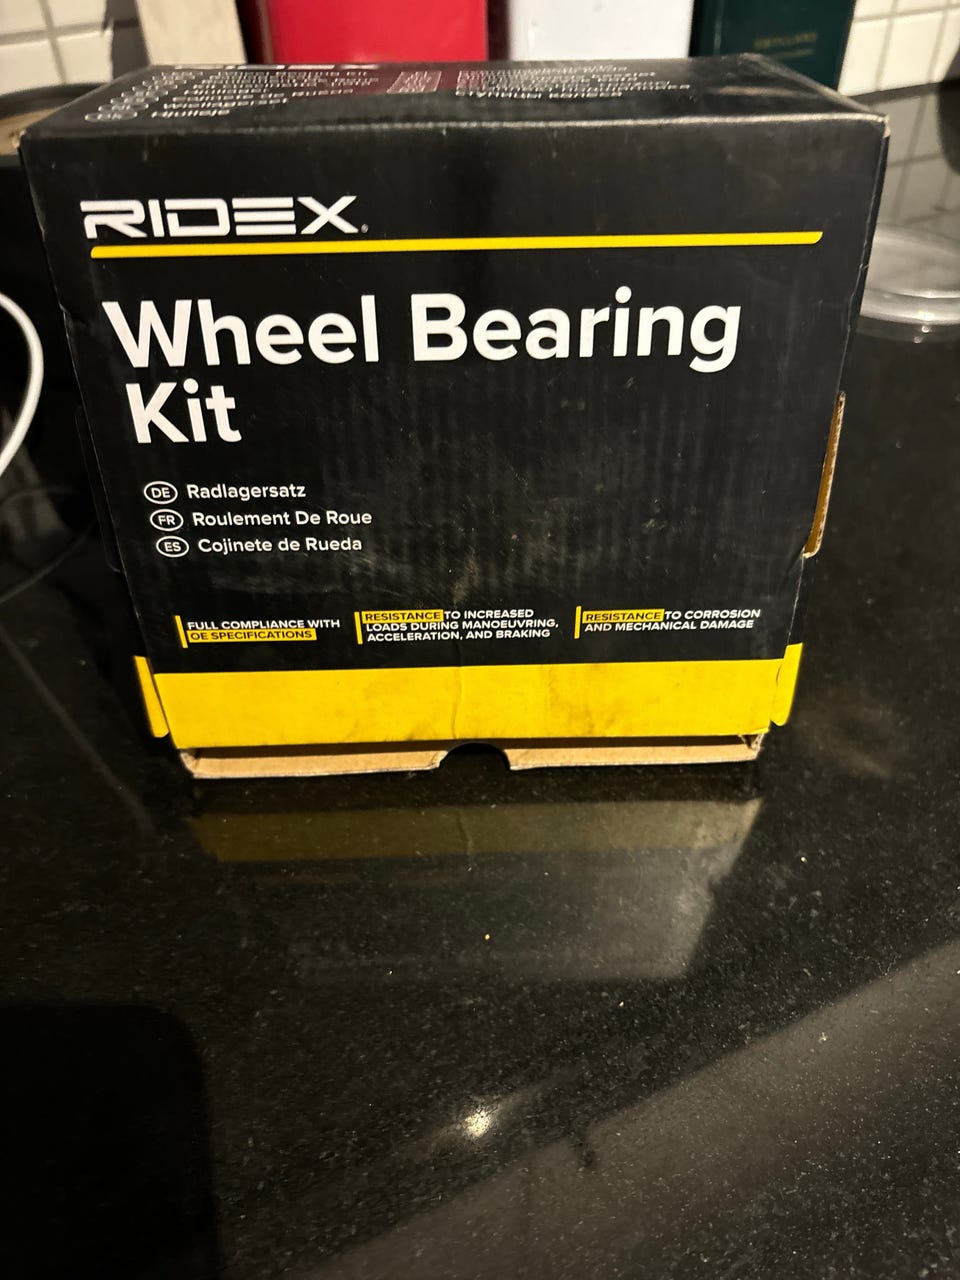 RIDEX
Wheel Bearing
Kit
DE Radlagersatz
FR Roulement De Roue
ES Cojinete de Rueda
FULL COMPLIANCE WITH
OE SPECIFICATIONS
RESISTANCE TO INCREASED
LOADS DURING MANOEUVRING,
ACCELERATION, AND BRAKING
RESISTANCE TO CORROSION
AND MECHANICAL DAMAGE